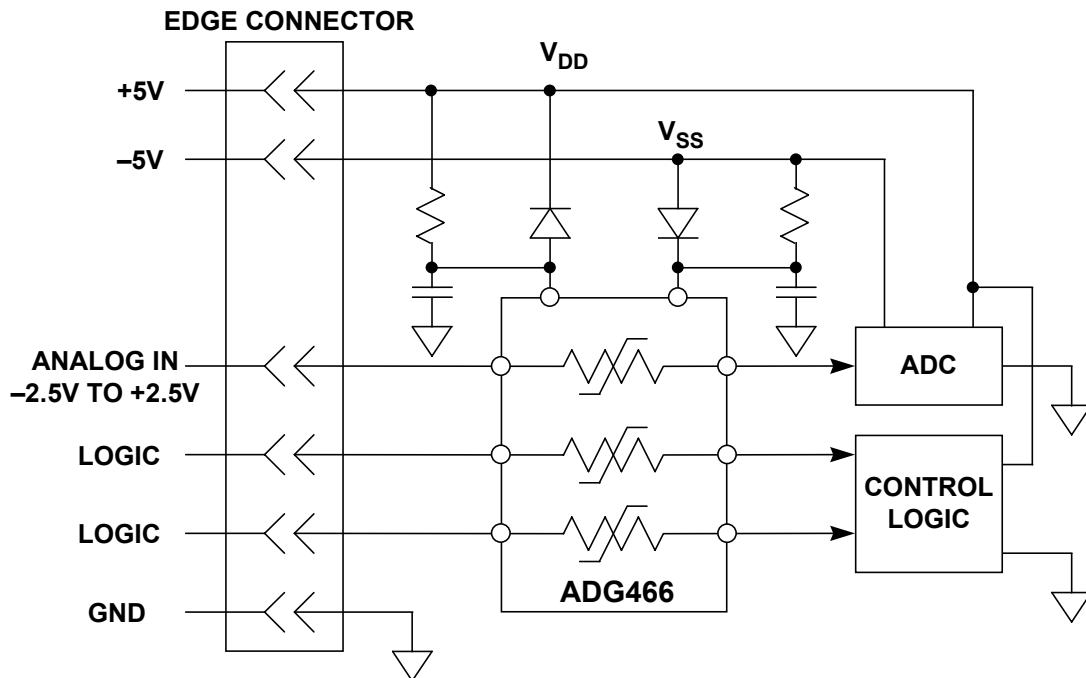 EDGE CONNECTOR
VDD
+5V
VSS
–5V
ANALOG IN
–2.5V TO +2.5V
ADC
LOGIC
CONTROL
LOGIC
LOGIC
ADG466
GND